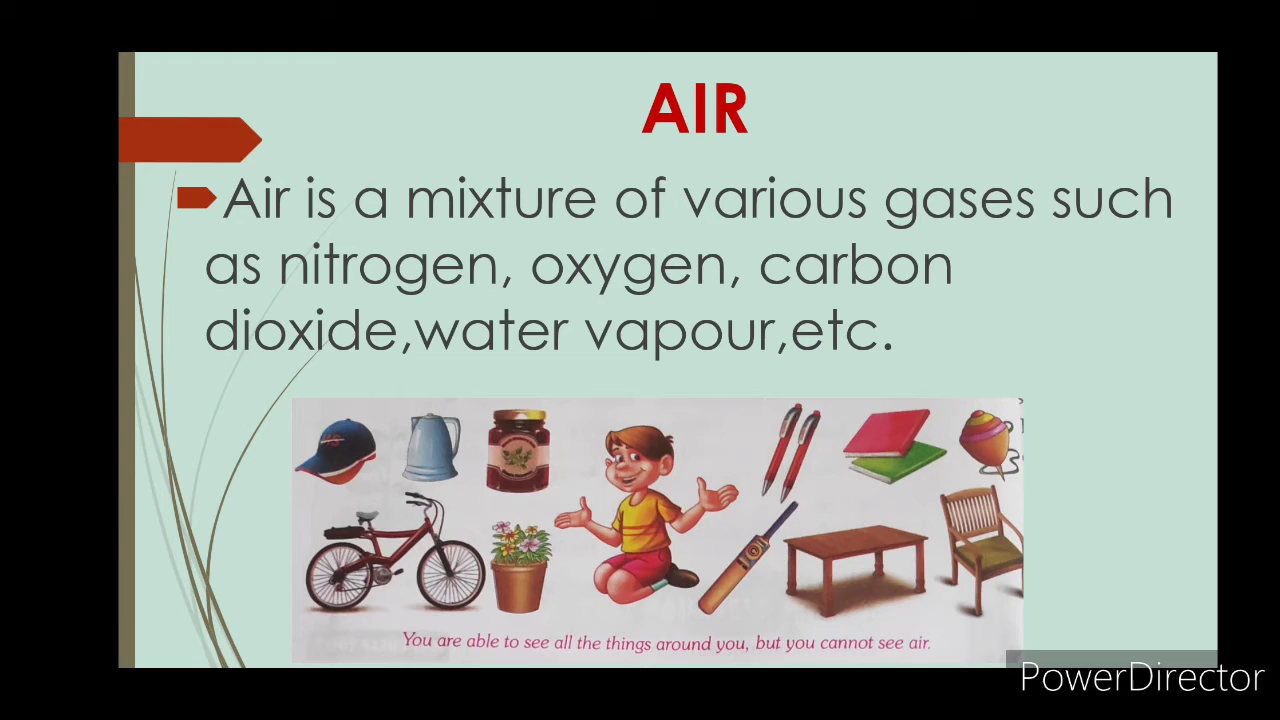 AIR
Air is a mixture of various gases such
as nitrogen, oxygen, carbon
dioxide,water vapour,etc.
You are able to see all the things around you, but you cannot see air.
PowerDirector